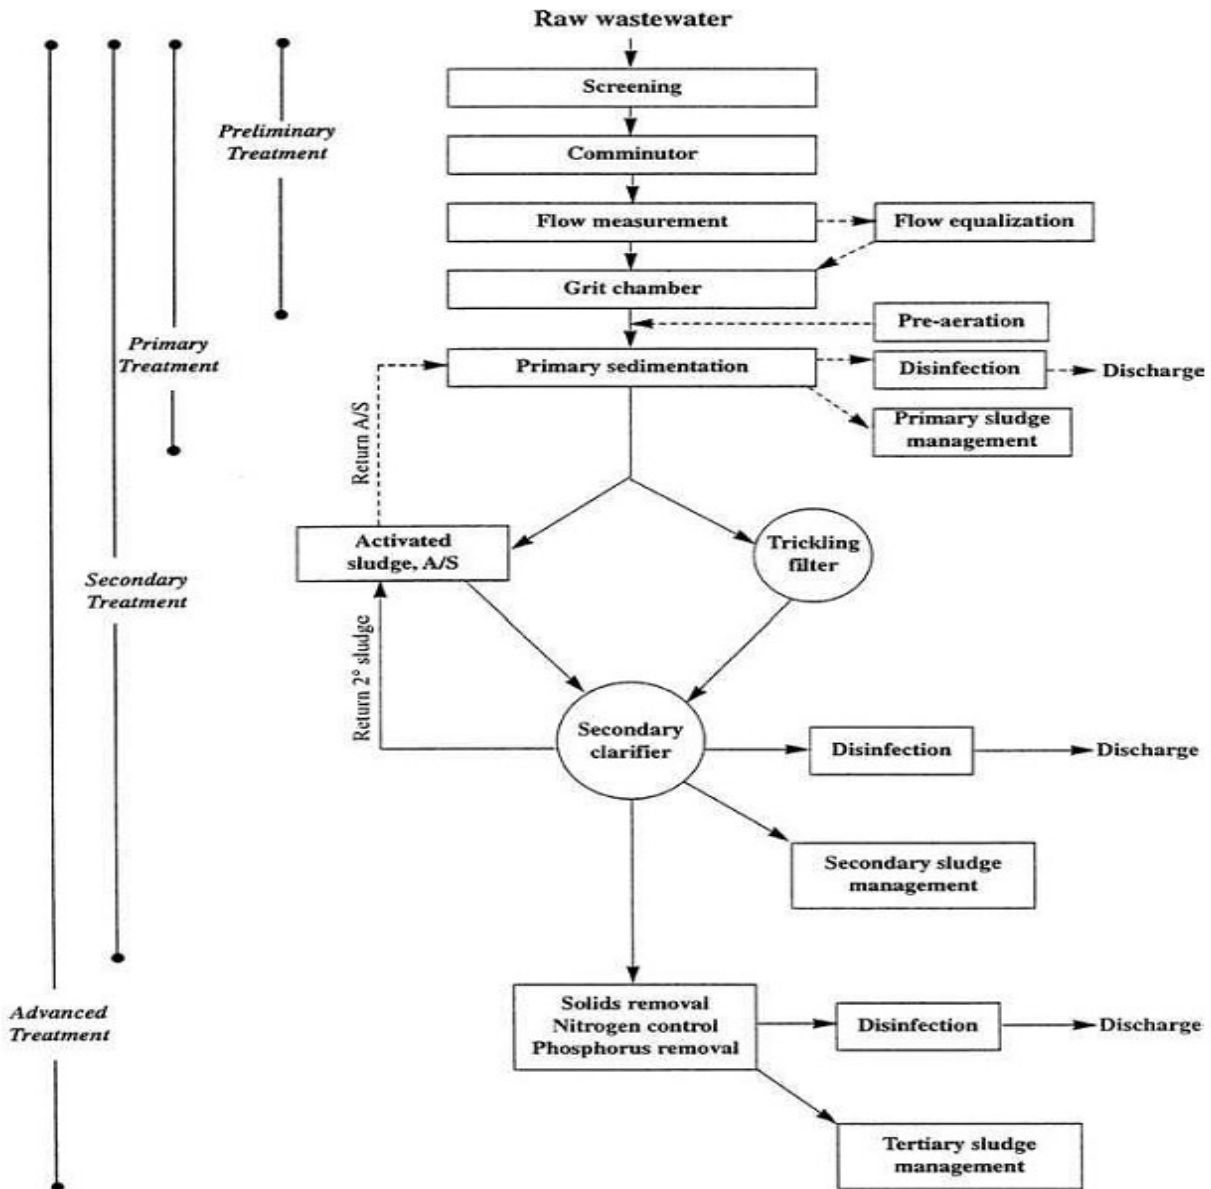 Raw wastewater
Screening
Preliminary
Treatment
Comminutor
Flow measurement
Flow equalization
Grit chamber
Pre-aeration
Primary
Treatment
Primary sedimentation
Disinfection
Discharge
Primary sludge
management
Return A/S
Activated
sludge, A/S
Trickling
filter
Secondary
Treatment
Return 2° sludge
Secondary
clarifier
Disinfection
Discharge
Secondary sludge
management
Advanced
Treatment
Solids removal
Nitrogen control
Phosphorus removal
Disinfection
Discharge
Tertiary sludge
management